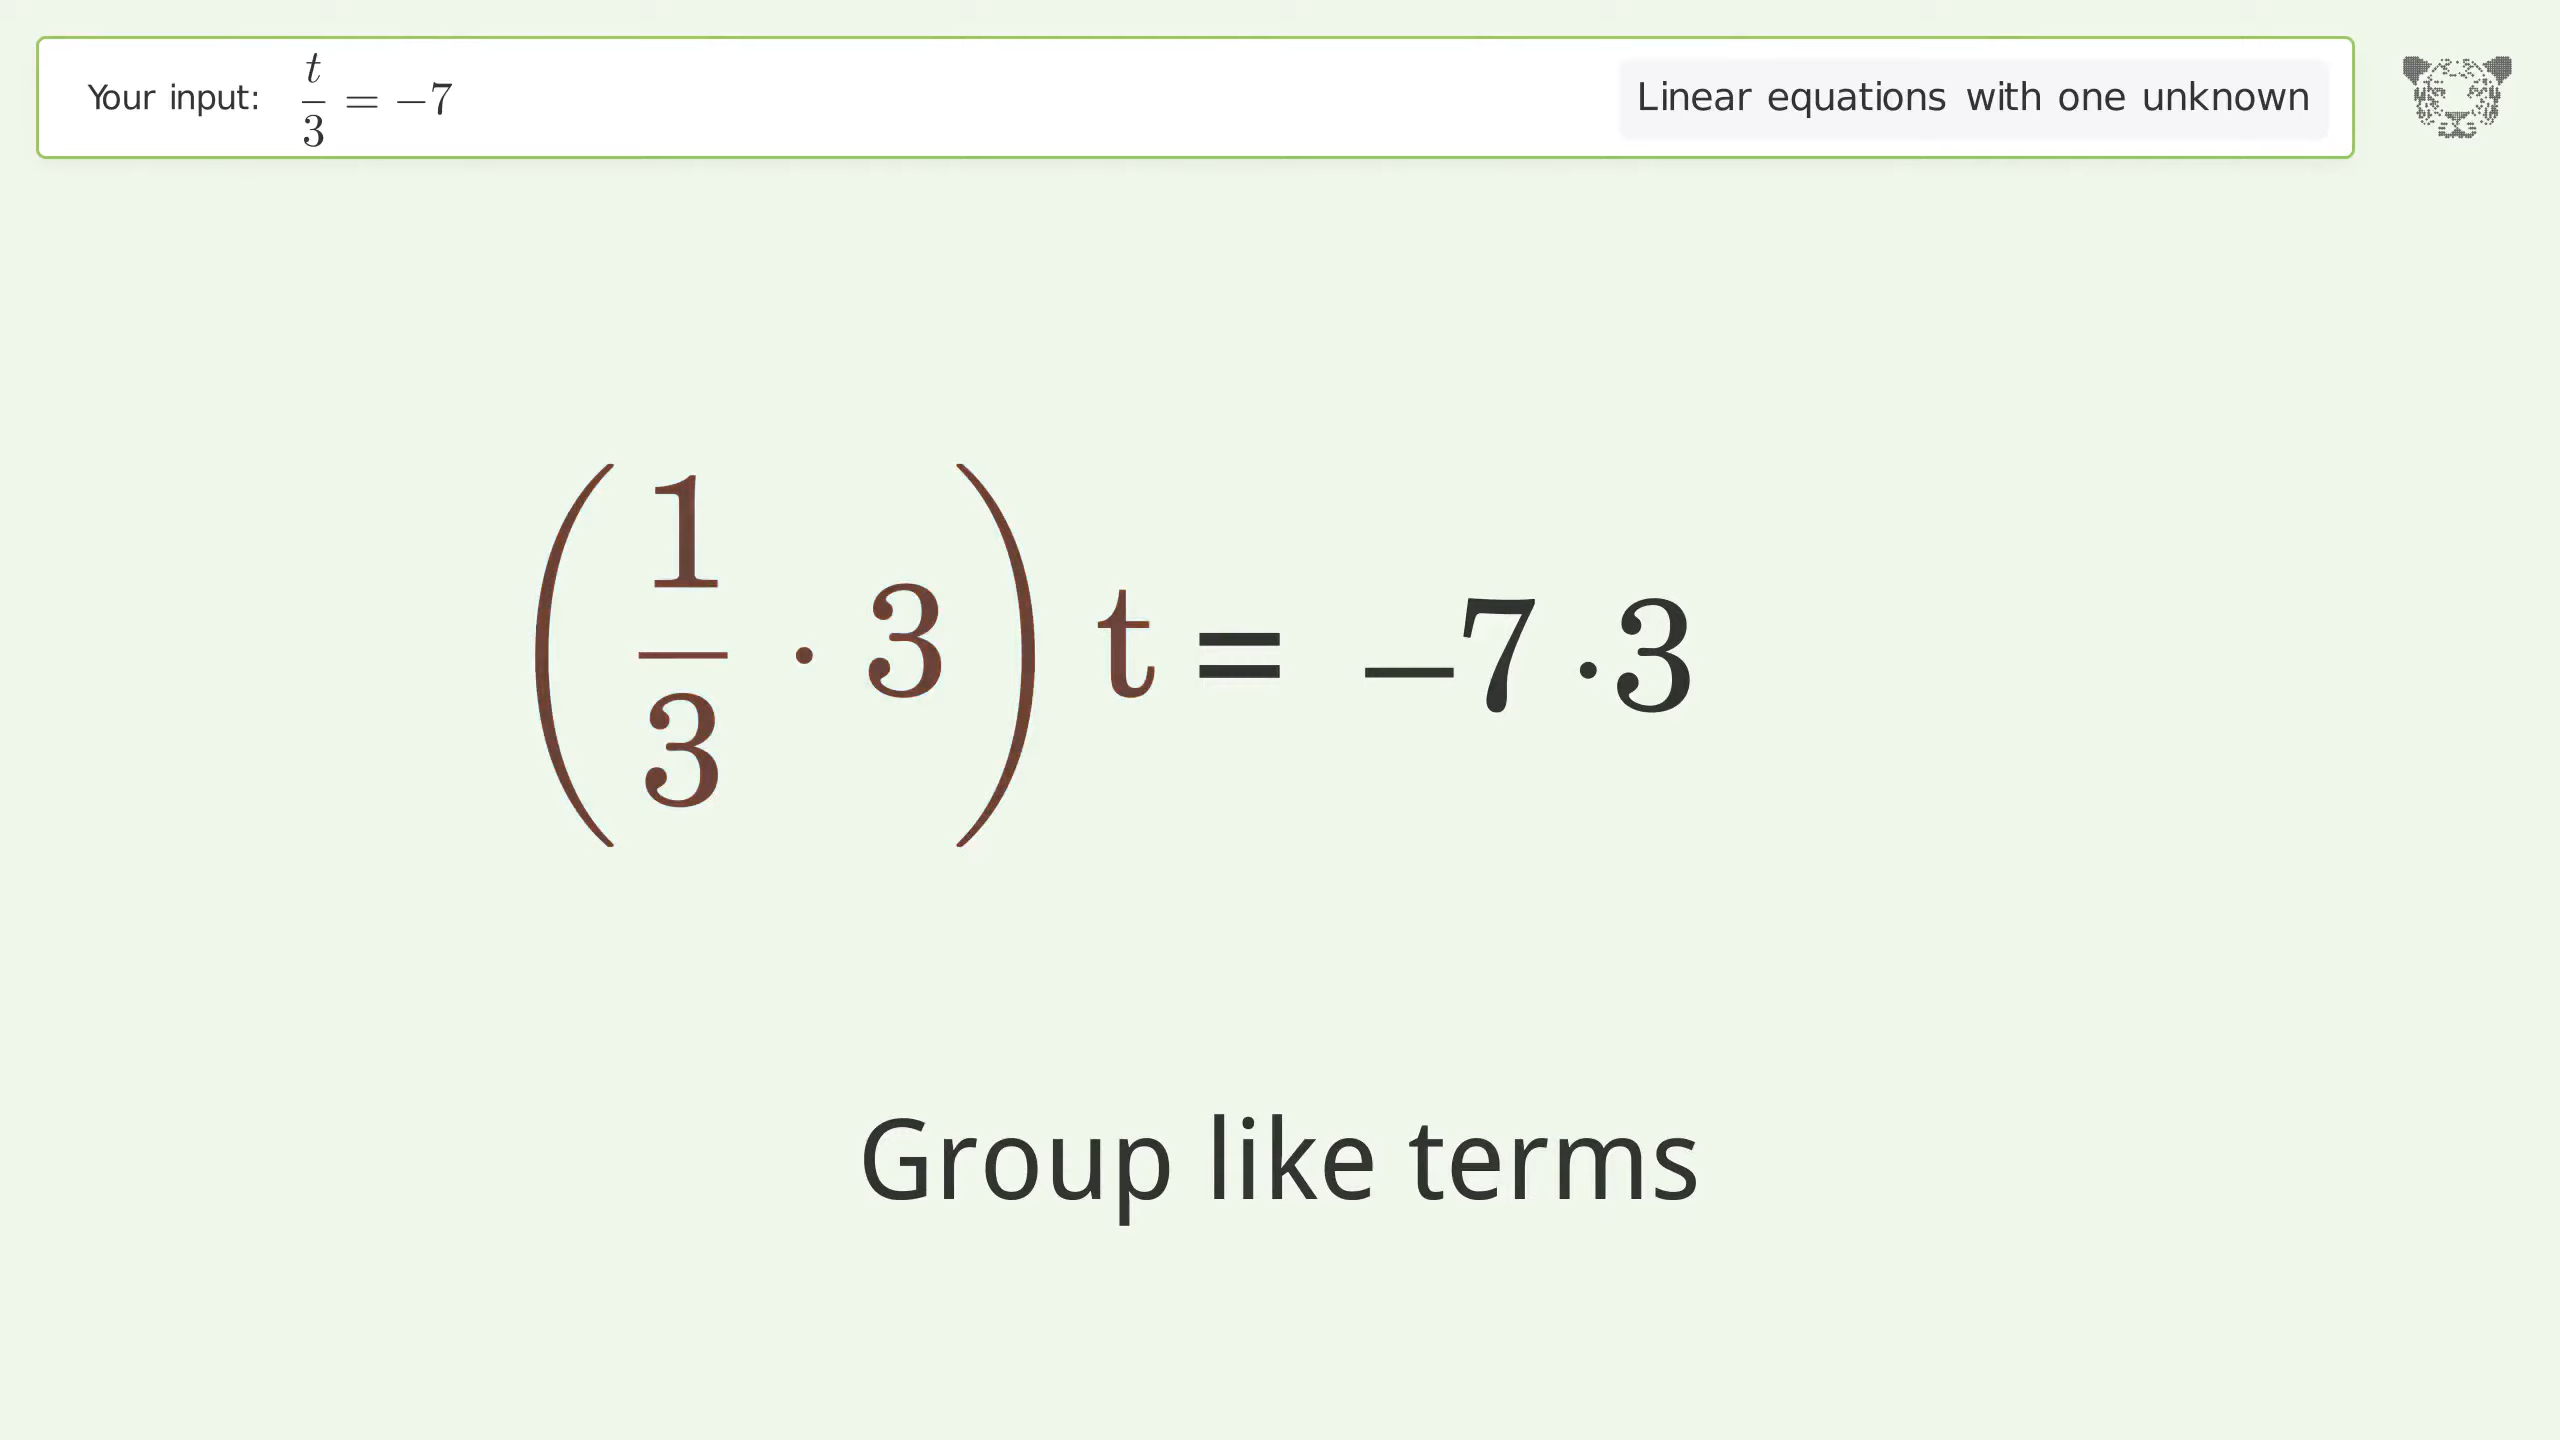 Your input: t/3 = −7 Linear equations with one unknown
(1/3 · 3) t = −7 · 3
Group like terms